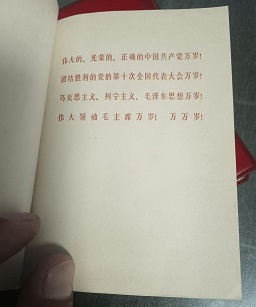 伟大的、光荣的、正确的中国共产党万岁!
团结胜利的党的第十次全国代表大会万岁!
马克思主义、列宁主义、毛泽东思想万岁!
伟大领袖毛主席万岁! 万万岁!